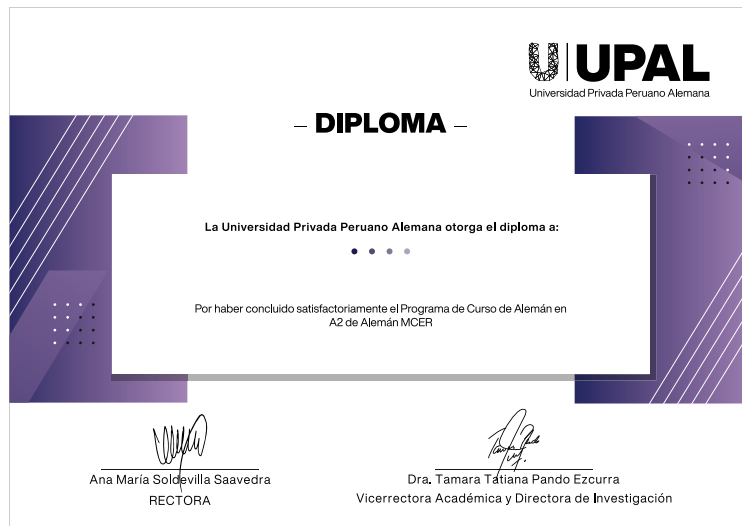 UPAL
Universidad Privada Peruano Alemana
– DIPLOMA –
La Universidad Privada Peruano Alemana otorga el diploma a:
Por haber concluido satisfactoriamente el Programa de Curso de Alemán en
A2 de Alemán MCER
Ana María Soldevilla Saavedra
RECTORA
Dra. Tamara Tatiana Pando Ezcurra
Vicerrectora Académica y Directora de Investigación